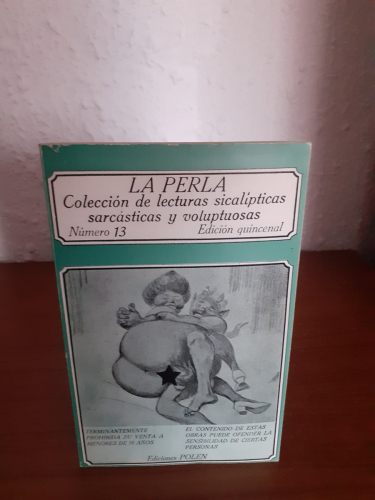 LA PERLA
Colección de lecturas sicalípticas
sarcásticas y voluptuosas
Número 13 Edición quincenal
TERMINANTEMENTE
PROHIBIDA SU VENTA A
MENORES DE 18 AÑOS
EL CONTENIDO DE ESTAS
OBRAS PUEDE OFENDER LA
SENSIBILIDAD DE CIERTAS
PERSONAS
Ediciones POLEN